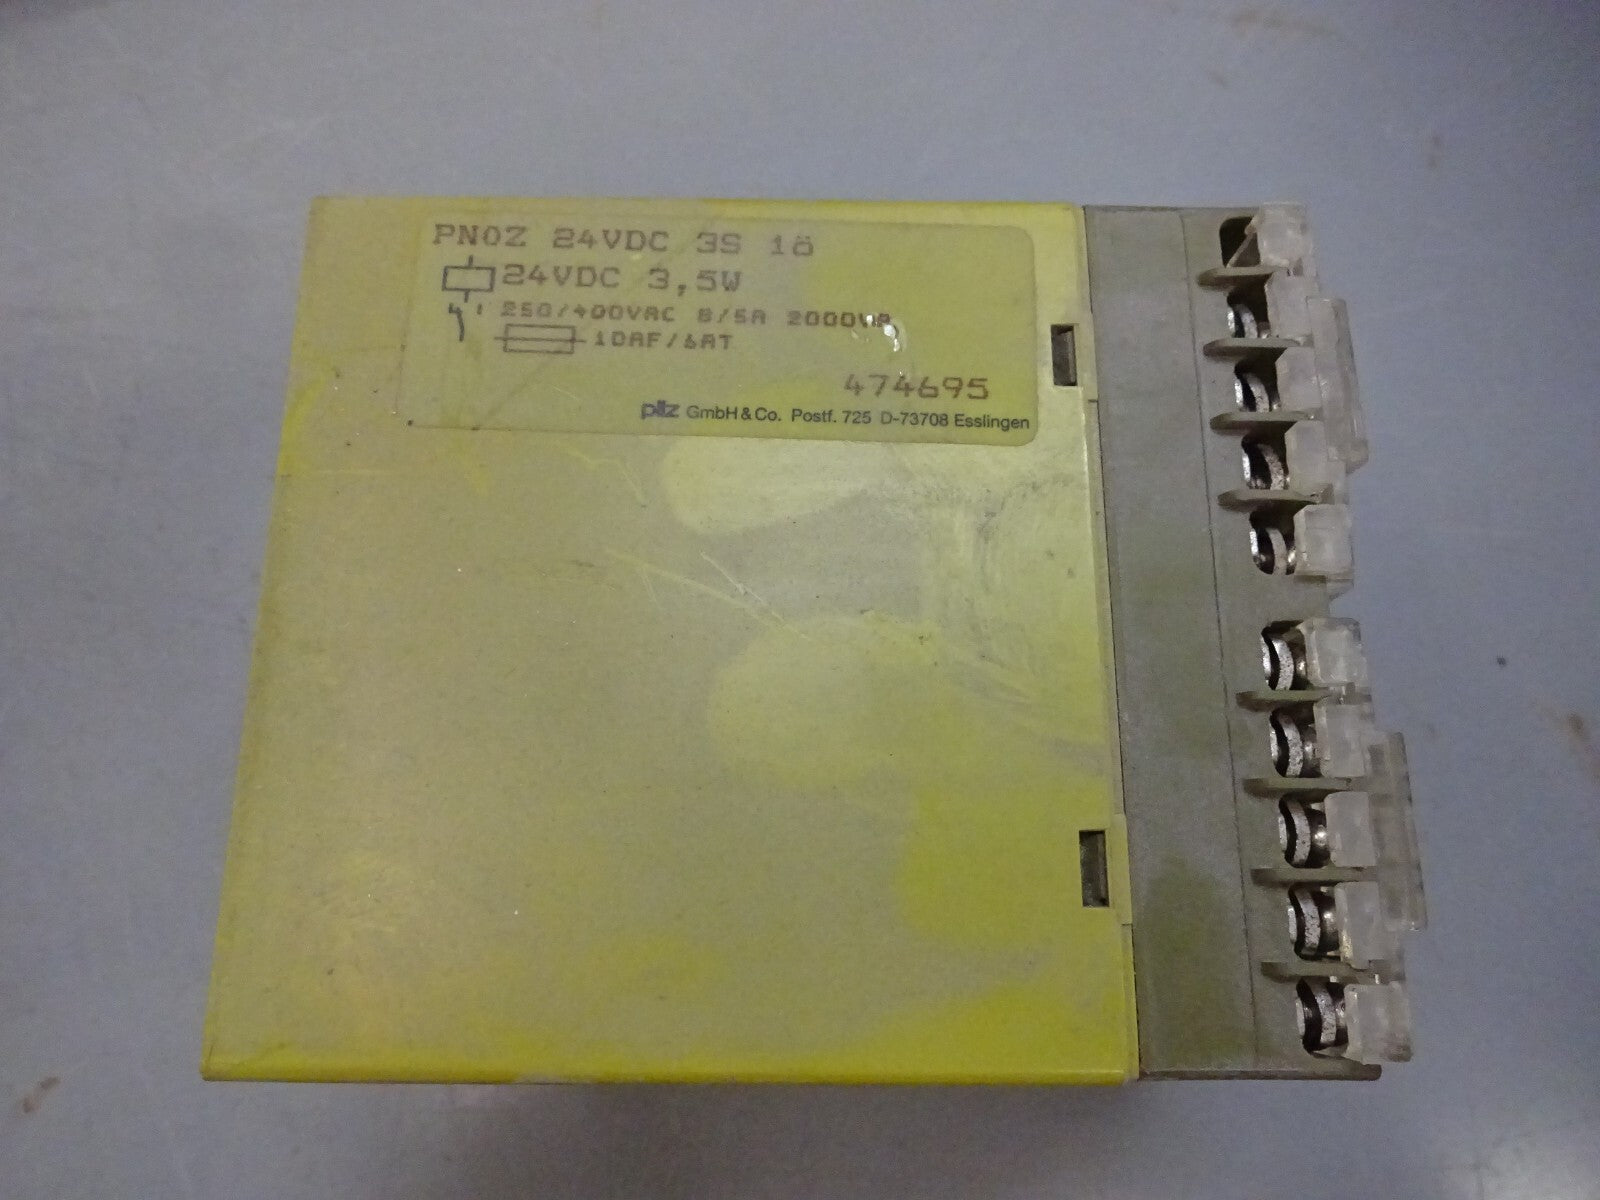 PNOZ 24VDC 3S 1ö
24VDC 3,5W
250/400VAC 8/5A 2000VA
10AF/6AT
474695
pilz GmbH & Co. Postf. 725 D-73708 Esslingen